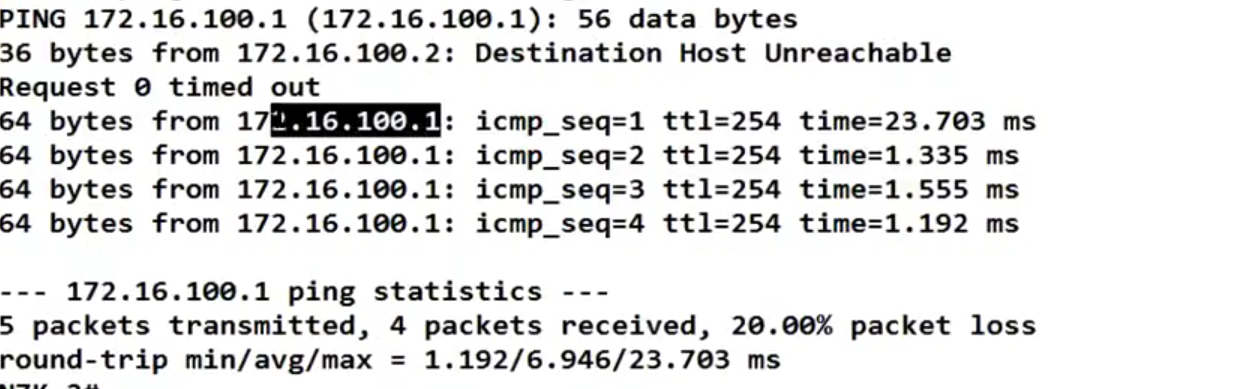 PING 172.16.100.1 (172.16.100.1): 56 data bytes
36 bytes from 172.16.100.2: Destination Host Unreachable
Request 0 timed out
64 bytes from 172.16.100.1: icmp_seq=1 ttl=254 time=23.703 ms
64 bytes from 172.16.100.1: icmp_seq=2 ttl=254 time=1.335 ms
64 bytes from 172.16.100.1: icmp_seq=3 ttl=254 time=1.555 ms
64 bytes from 172.16.100.1: icmp_seq=4 ttl=254 time=1.192 ms
--- 172.16.100.1 ping statistics ---
5 packets transmitted, 4 packets received, 20.00% packet loss
round-trip min/avg/max = 1.192/6.946/23.703 ms